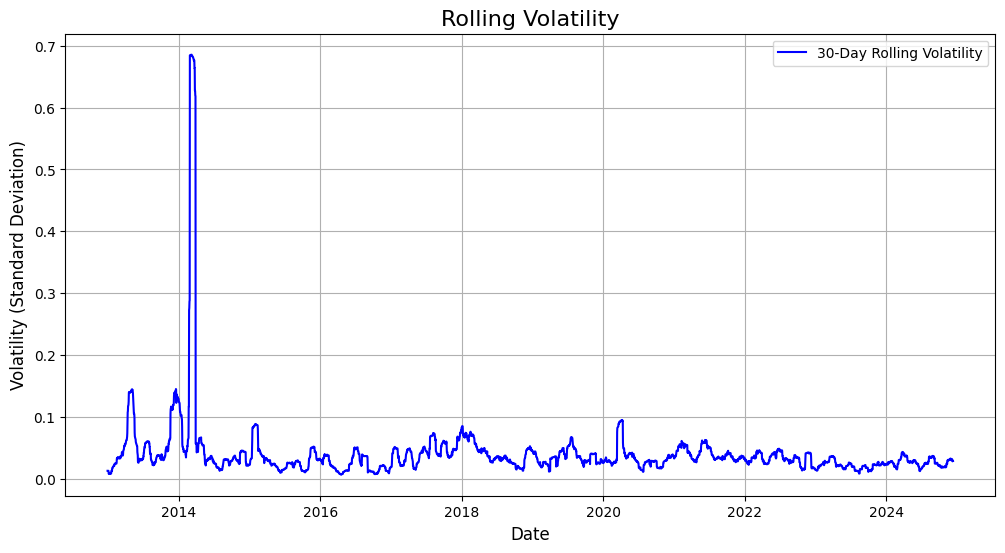 Rolling Volatility
30-Day Rolling Volatility
Volatility (Standard Deviation)
0.7
0.6
0.5
0.4
0.3
0.2
0.1
0.0
2014 2016 2018 2020 2022 2024
Date